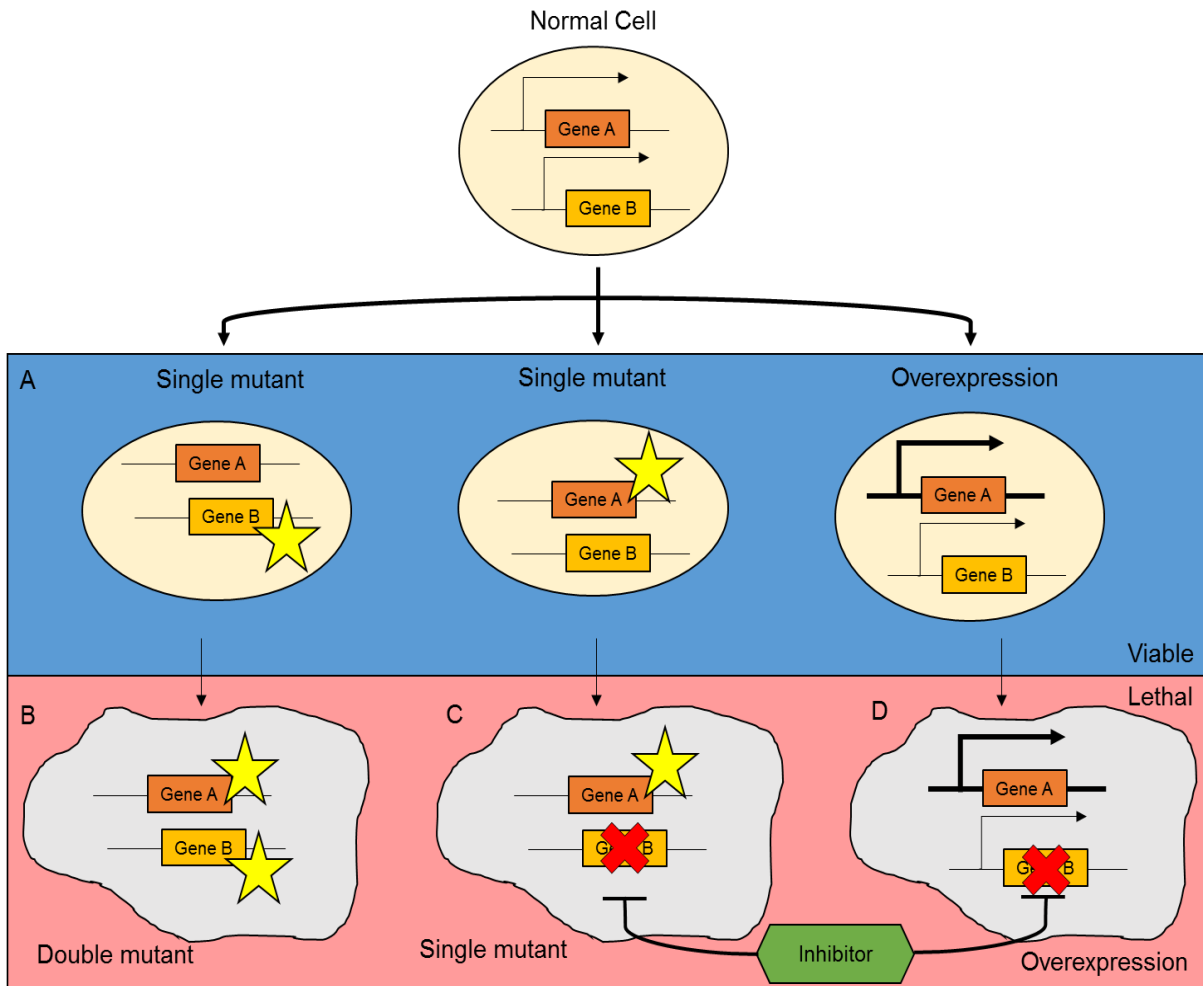 Normal Cell
Gene A
Gene B
A
Single mutant
Single mutant
Overexpression
Gene A
Gene B
Gene A
Gene B
Gene A
Gene B
Viable
Lethal
B
C
D
Gene A
Gene B
Gene A
Gene A
Double mutant
Single mutant
Inhibitor
Overexpression